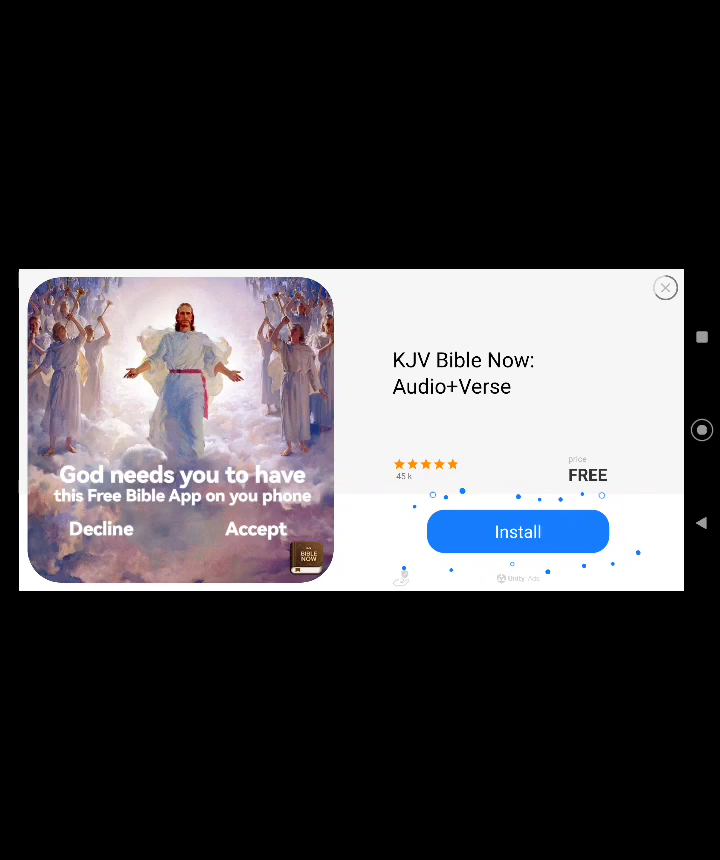 God needs you to have
this Free Bible App on you phone
Decline
Accept
BIBLE
NOW
KJV Bible Now:
Audio+Verse
45 k
price
FREE
Install
Unity Ads